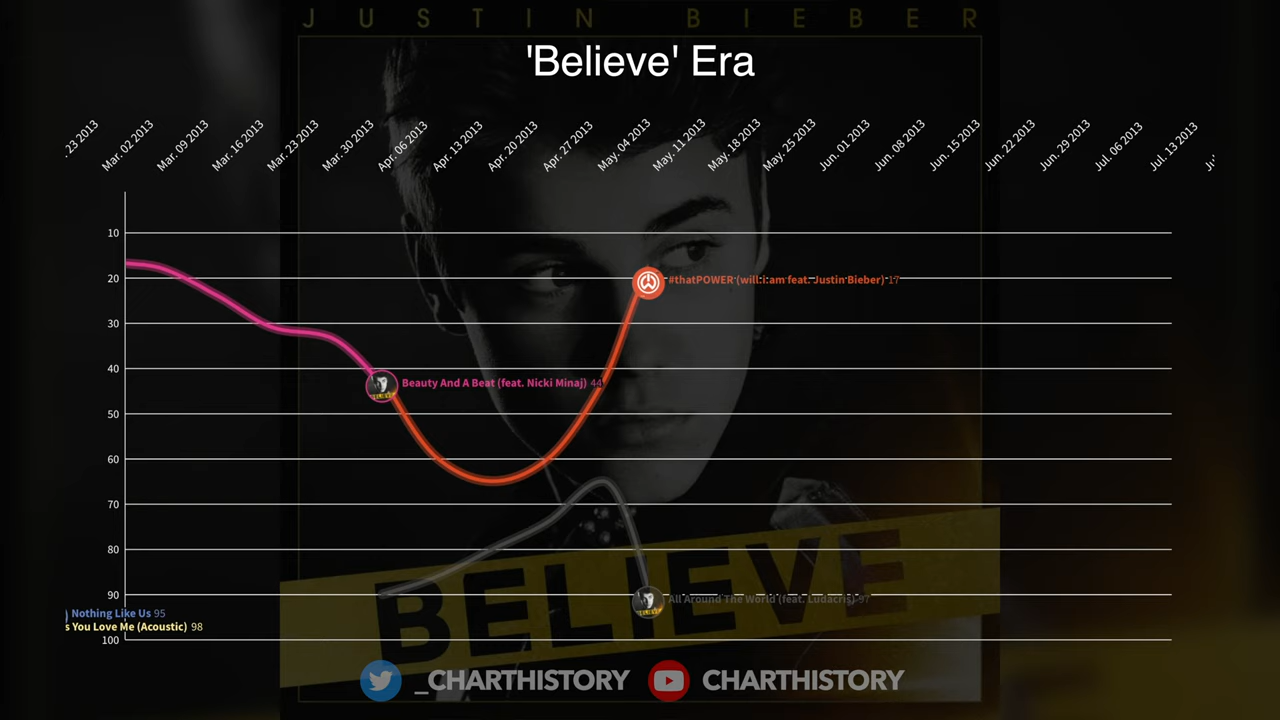 JUSTIN BIEBER
'Believe' Era
. 23 2013
Mar. 02 2013
Mar. 09 2013
Mar. 16 2013
Mar. 23 2013
Mar. 30 2013
Apr. 06 2013
Apr. 13 2013
Apr. 20 2013
Apr. 27 2013
May. 04 2013
May. 11 2013
May. 18 2013
May. 25 2013
Jun. 01 2013
Jun. 08 2013
Jun. 15 2013
Jun. 22 2013
Jun. 29 2013
Jul. 06 2013
Jul. 13 2013
10
20
#thatPOWER (will.i.am feat. Justin Bieber) 17
30
40
Beauty And A Beat (feat. Nicki Minaj) 44
50
60
70
80
90
All Around The World (feat. Ludacris) 97
) Nothing Like Us 95
s You Love Me (Acoustic) 98
100
BELIEVE
_CHARTHISTORY
CHARTHISTORY